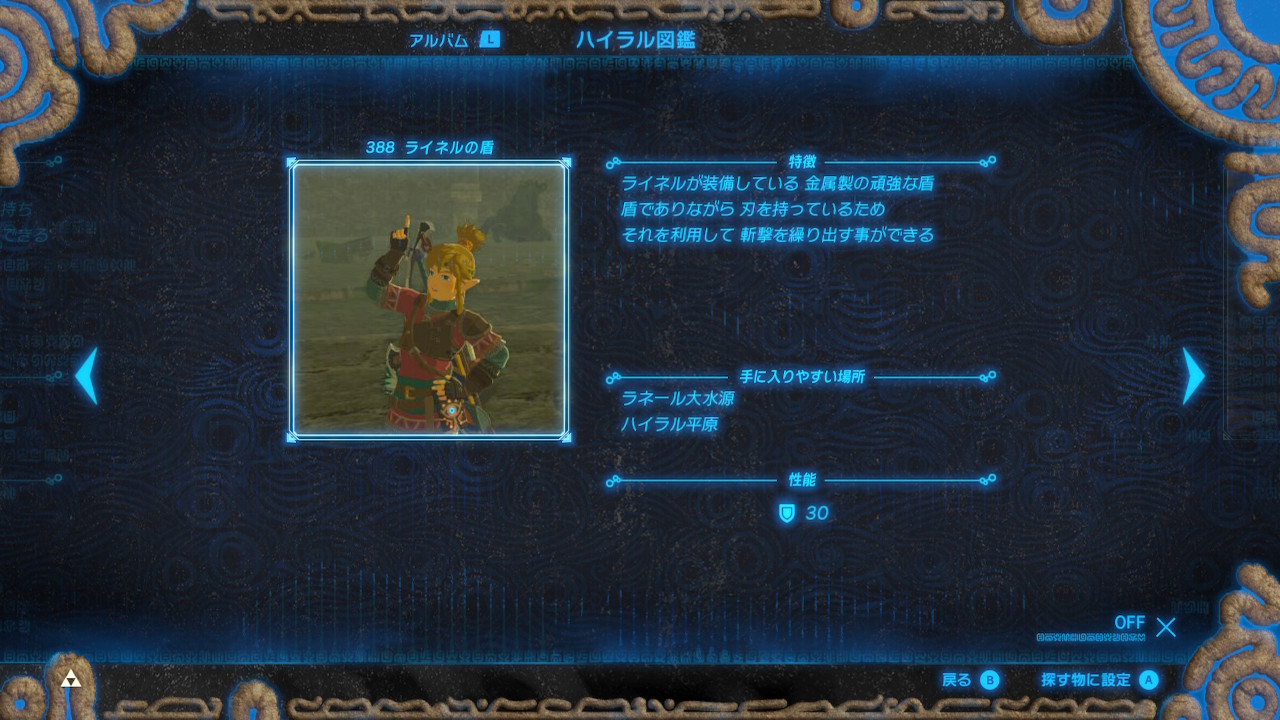 アルバム L
ハイラル図鑑
388 ライネルの盾
特徴
ライネルが装備している 金属製の頑強な盾
盾でありながら 刃を持っているため
それを利用して 斬撃を繰り出す事ができる
手に入りやすい場所
ラネール大水源
ハイラル平原
性能
30
OFF
戻る B
探す物に設定 A